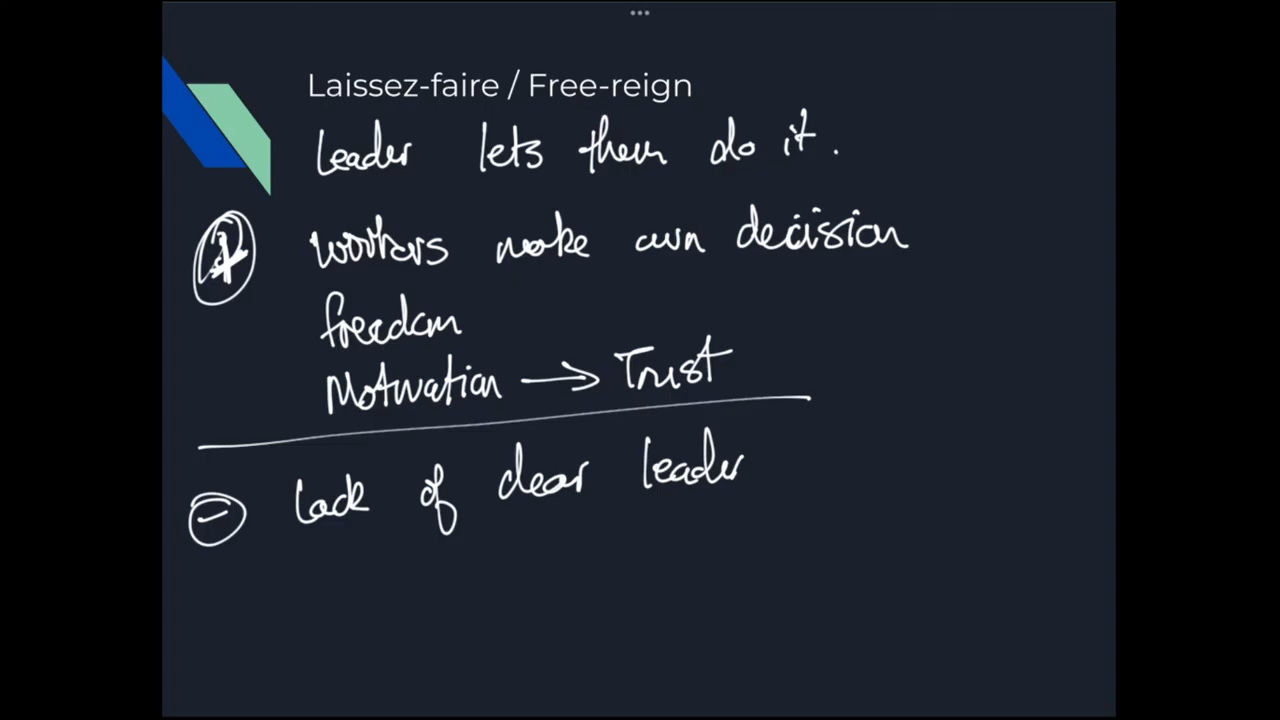 Laissez-faire / Free-reign
Leader lets them do it.
+ workers make own decision
freedom
Motivation → Trust
- Lack of clear leader